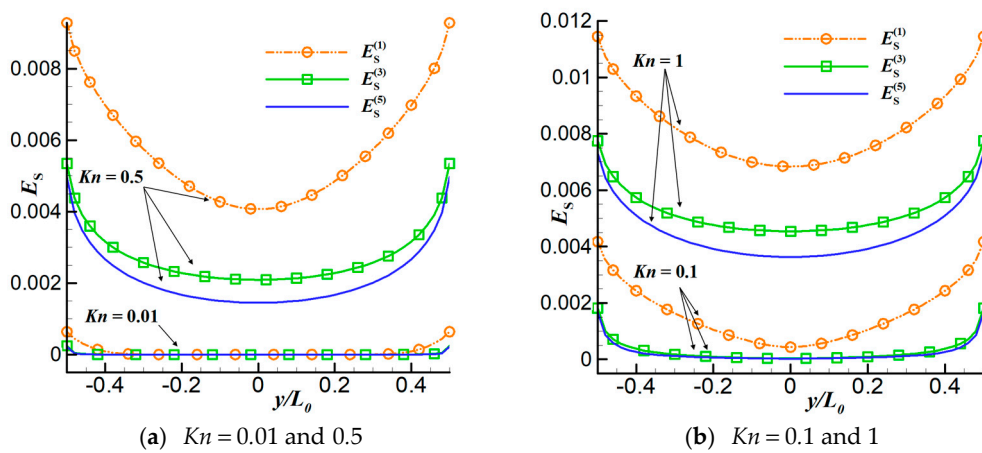 0.008
0.006
0.004
0.002
0
E_S
E_S^(1)
E_S^(3)
E_S^(5)
Kn = 0.5
Kn = 0.01
-0.4 -0.2 0 0.2 0.4
y/L_0
(a) Kn = 0.01 and 0.5
0.012
0.01
0.008
0.006
0.004
0.002
0
E_S
Kn = 1
E_S^(1)
E_S^(3)
E_S^(5)
Kn = 0.1
-0.4 -0.2 0 0.2 0.4
y/L_0
(b) Kn = 0.1 and 1